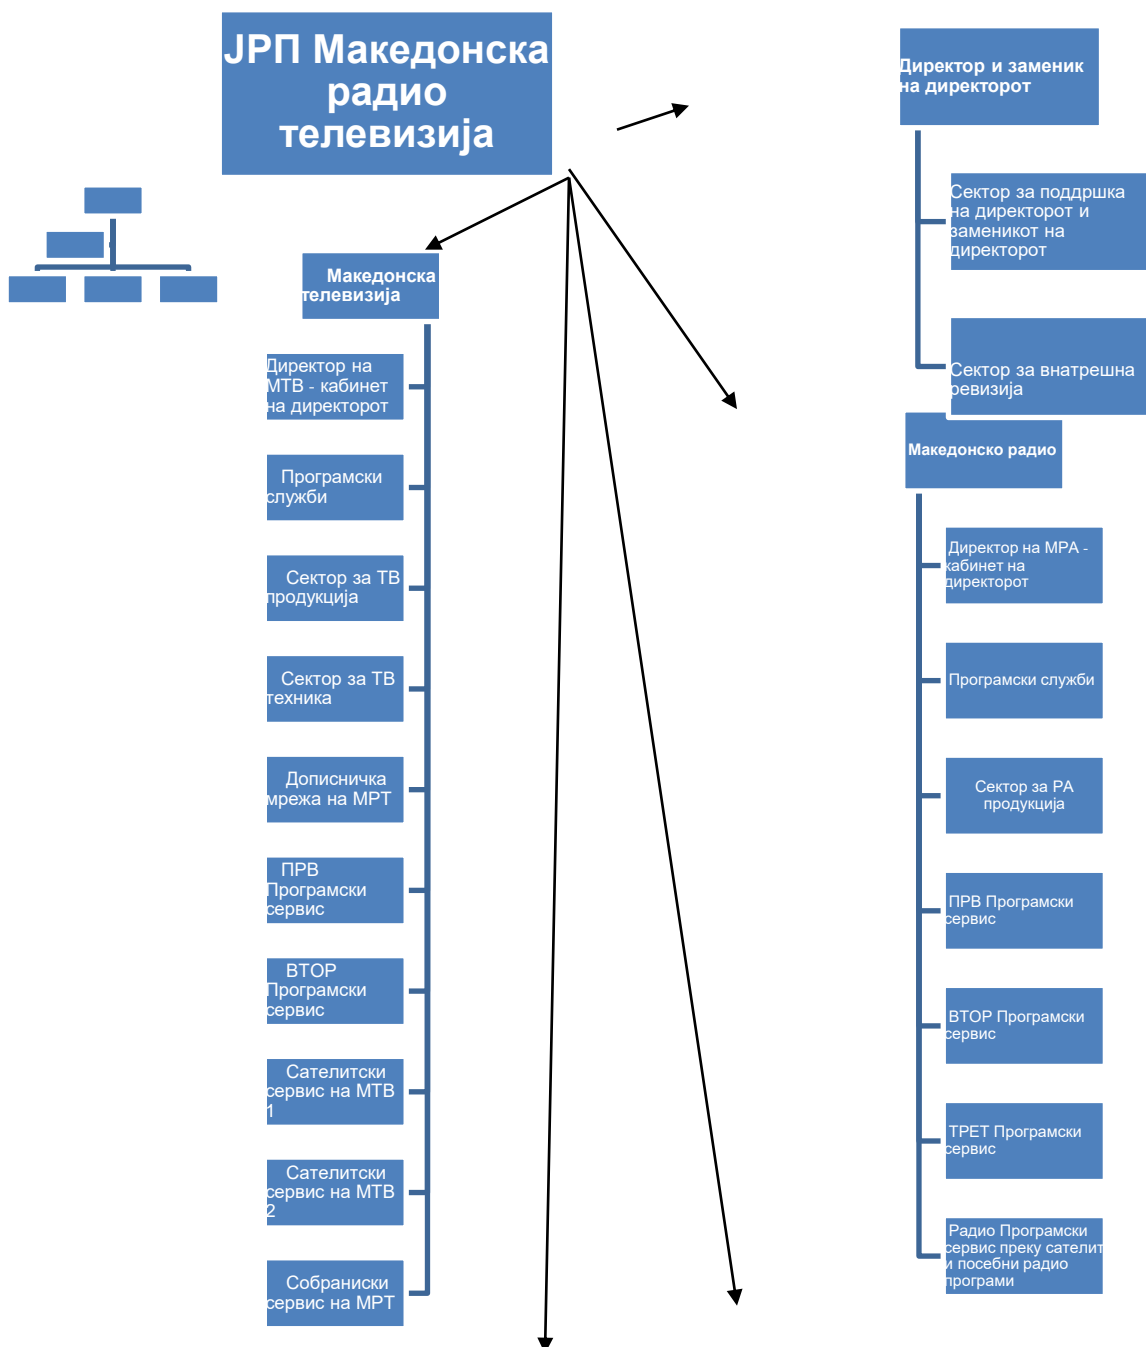 ЈРП Македонска
радио
телевизија
Директор и заменик
на директорот
Сектор за поддршка
на директорот и
заменикот на
директорот
Сектор за внатрешна
ревизија
Македонска
телевизија
Директор на
МТВ - кабинет
на директорот
Програмски
служби
Сектор за ТВ
продукција
Сектор за ТВ
техника
Дописничка
мрежа на МРТ
ПРВ
Програмски
сервис
ВТОР
Програмски
сервис
Сателитски
сервис на МТВ
1
Сателитски
сервис на МТВ
2
Собраниски
сервис на МРТ
Македонско радио
Директор на МРА -
кабинет на
директорот
Програмски служби
Сектор за РА
продукција
ПРВ Програмски
сервис
ВТОР Програмски
сервис
ТРЕТ Програмски
сервис
Радио Програмски
сервис преку сателит
и посебни радио
програми